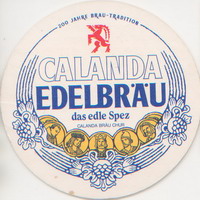 200 JAHRE BRAU-TRADITION
CALANDA
EDELBRÄU
das edle Spez
CALANDA BRÄU CHUR